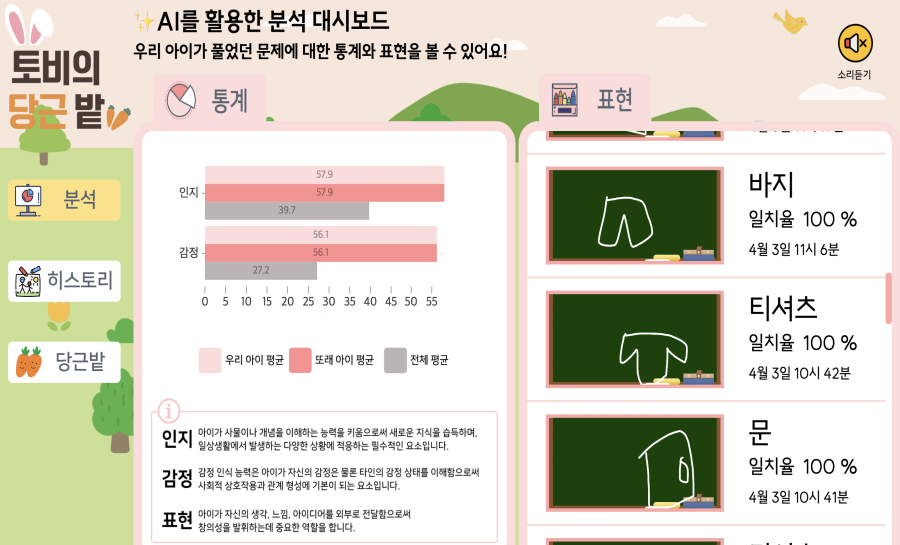 토비의
당근 밭
✨AI를 활용한 분석 대시보드
우리 아이가 풀었던 문제에 대한 통계와 표현을 볼 수 있어요!
소리듣기
분석
히스토리
당근밭
통계
인지
57.9
57.9
39.7
감정
56.1
56.1
27.2
0 5 10 15 20 25 30 35 40 45 50 55
우리 아이 평균 또래 아이 평균 전체 평균
인지 아이가 사물이나 개념을 이해하는 능력을 키움으로써 새로운 지식을 습득하며,
일상생활에서 발생하는 다양한 상황에 적응하는 필수적인 요소입니다.
감정 감정 인식 능력은 아이가 자신의 감정은 물론 타인의 감정 상태를 이해함으로써
사회적 상호작용과 관계 형성에 기본이 되는 요소입니다.
표현 아이가 자신의 생각, 느낌, 아이디어를 외부로 전달함으로써
창의성을 발휘하는데 중요한 역할을 합니다.
표현
바지
일치율 100 %
4월 3일 11시 6분
티셔츠
일치율 100 %
4월 3일 10시 42분
문
일치율 100 %
4월 3일 10시 41분